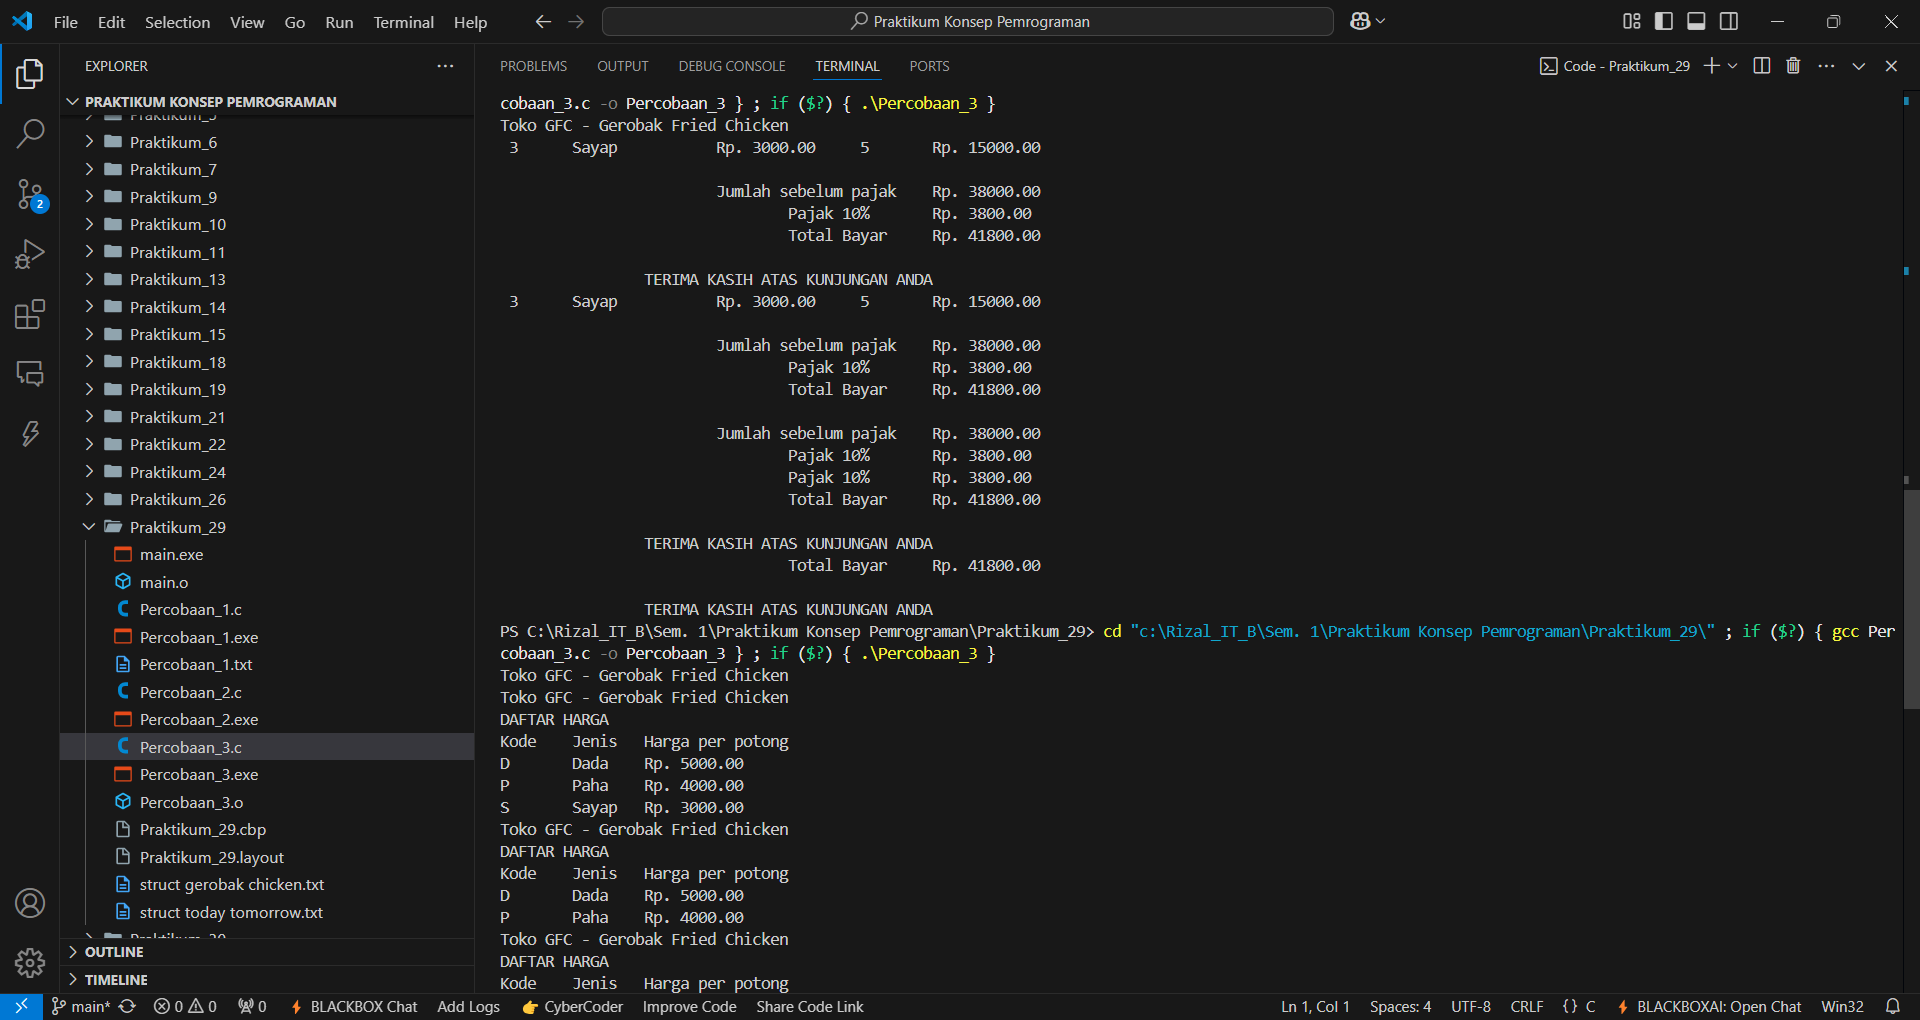 File Edit Selection View Go Run Terminal Help
Praktikum Konsep Pemrograman
EXPLORER
PRAKTIKUM KONSEP PEMROGRAMAN
Praktikum_5
Praktikum_6
Praktikum_7
Praktikum_9
Praktikum_10
Praktikum_11
Praktikum_13
Praktikum_14
Praktikum_15
Praktikum_18
Praktikum_19
Praktikum_21
Praktikum_22
Praktikum_24
Praktikum_26
Praktikum_29
main.exe
main.o
Percobaan_1.c
Percobaan_1.exe
Percobaan_1.txt
Percobaan_2.c
Percobaan_2.exe
Percobaan_3.c
Percobaan_3.exe
Percobaan_3.o
Praktikum_29.cbp
Praktikum_29.layout
struct gerobak chicken.txt
struct today tomorrow.txt
OUTLINE
TIMELINE
2
PROBLEMS OUTPUT DEBUG CONSOLE TERMINAL PORTS
Code - Praktikum_29
cobaan_3.c -o Percobaan_3 } ; if ($?) { .\Percobaan_3 }
Toko GFC - Gerobak Fried Chicken
3 Sayap Rp. 3000.00 5 Rp. 15000.00
Jumlah sebelum pajak Rp. 38000.00
Pajak 10% Rp. 3800.00
Total Bayar Rp. 41800.00
TERIMA KASIH ATAS KUNJUNGAN ANDA
3 Sayap Rp. 3000.00 5 Rp. 15000.00
Jumlah sebelum pajak Rp. 38000.00
Pajak 10% Rp. 3800.00
Total Bayar Rp. 41800.00
Jumlah sebelum pajak Rp. 38000.00
Pajak 10% Rp. 3800.00
Pajak 10% Rp. 3800.00
Total Bayar Rp. 41800.00
TERIMA KASIH ATAS KUNJUNGAN ANDA
Total Bayar Rp. 41800.00
TERIMA KASIH ATAS KUNJUNGAN ANDA
PS C:\Rizal_IT_B\Sem. 1\Praktikum Konsep Pemrograman\Praktikum_29> cd "c:\Rizal_IT_B\Sem. 1\Praktikum Konsep Pemrograman\Praktikum_29\" ; if ($?) { gcc Per
cobaan_3.c -o Percobaan_3 } ; if ($?) { .\Percobaan_3 }
Toko GFC - Gerobak Fried Chicken
Toko GFC - Gerobak Fried Chicken
DAFTAR HARGA
Kode Jenis Harga per potong
D Dada Rp. 5000.00
P Paha Rp. 4000.00
S Sayap Rp. 3000.00
Toko GFC - Gerobak Fried Chicken
DAFTAR HARGA
Kode Jenis Harga per potong
D Dada Rp. 5000.00
P Paha Rp. 4000.00
Toko GFC - Gerobak Fried Chicken
DAFTAR HARGA
Kode Jenis Harga per potong
main* 0 0 0 BLACKBOX Chat Add Logs CyberCoder Improve Code Share Code Link Ln 1, Col 1 Spaces: 4 UTF-8 CRLF {} C BLACKBOXAI: Open Chat Win32